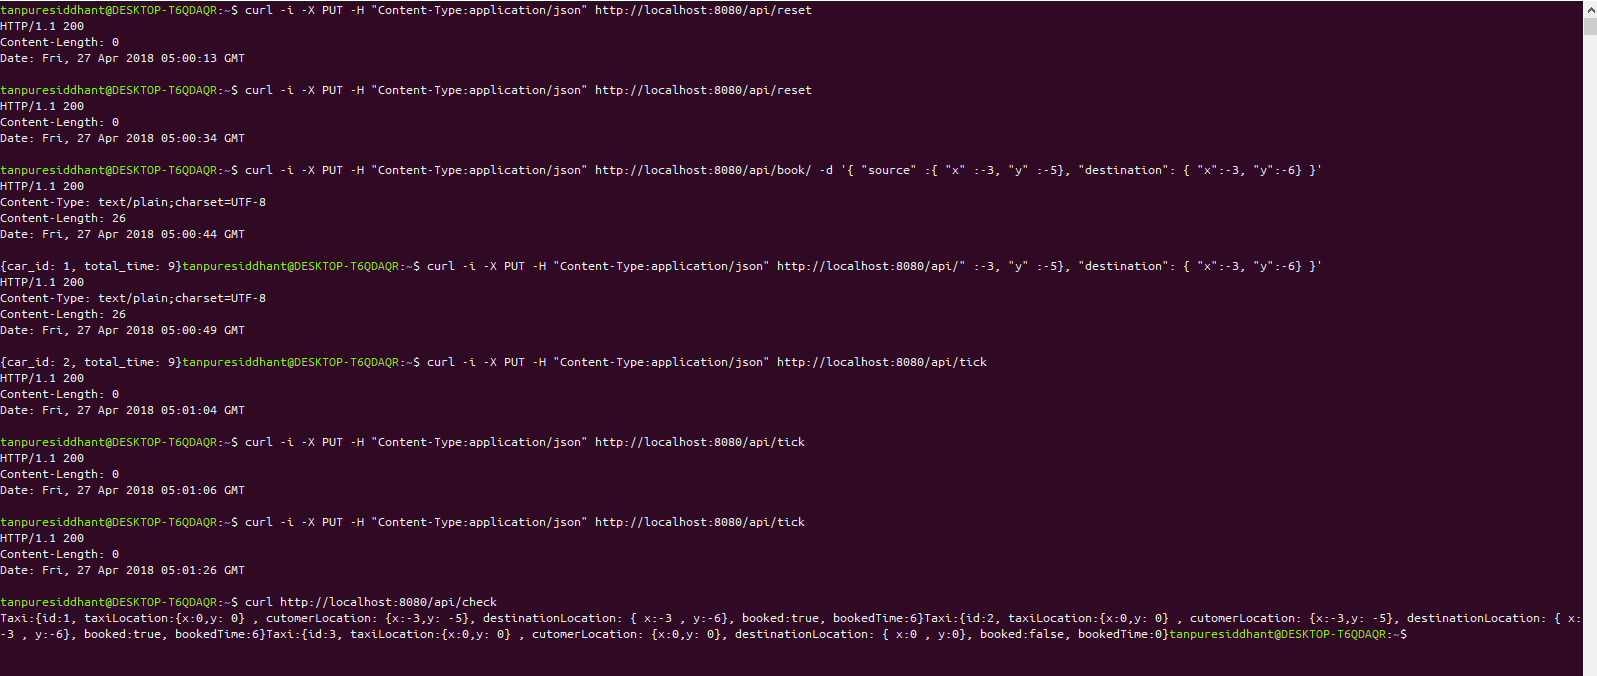 tanpuresiddhant@DESKTOP-T6QDAQR:~$ curl -i -X PUT -H "Content-Type:application/json" http://localhost:8080/api/reset
HTTP/1.1 200
Content-Length: 0
Date: Fri, 27 Apr 2018 05:00:13 GMT
tanpuresiddhant@DESKTOP-T6QDAQR:~$ curl -i -X PUT -H "Content-Type:application/json" http://localhost:8080/api/reset
HTTP/1.1 200
Content-Length: 0
Date: Fri, 27 Apr 2018 05:00:34 GMT
tanpuresiddhant@DESKTOP-T6QDAQR:~$ curl -i -X PUT -H "Content-Type:application/json" http://localhost:8080/api/book/ -d '{ "source" :{ "x" :-3, "y" :-5}, "destination": { "x":-3, "y":-6} }'
HTTP/1.1 200
Content-Type: text/plain;charset=UTF-8
Content-Length: 26
Date: Fri, 27 Apr 2018 05:00:44 GMT
{car_id: 1, total_time: 9}tanpuresiddhant@DESKTOP-T6QDAQR:~$ curl -i -X PUT -H "Content-Type:application/json" http://localhost:8080/api/" :-3, "y" :-5}, "destination": { "x":-3, "y":-6} }'
HTTP/1.1 200
Content-Type: text/plain;charset=UTF-8
Content-Length: 26
Date: Fri, 27 Apr 2018 05:00:49 GMT
{car_id: 2, total_time: 9}tanpuresiddhant@DESKTOP-T6QDAQR:~$ curl -i -X PUT -H "Content-Type:application/json" http://localhost:8080/api/tick
HTTP/1.1 200
Content-Length: 0
Date: Fri, 27 Apr 2018 05:01:04 GMT
tanpuresiddhant@DESKTOP-T6QDAQR:~$ curl -i -X PUT -H "Content-Type:application/json" http://localhost:8080/api/tick
HTTP/1.1 200
Content-Length: 0
Date: Fri, 27 Apr 2018 05:01:06 GMT
tanpuresiddhant@DESKTOP-T6QDAQR:~$ curl -i -X PUT -H "Content-Type:application/json" http://localhost:8080/api/tick
HTTP/1.1 200
Content-Length: 0
Date: Fri, 27 Apr 2018 05:01:26 GMT
tanpuresiddhant@DESKTOP-T6QDAQR:~$ curl http://localhost:8080/api/check
Taxi:{id:1, taxiLocation:{x:0,y: 0} , cutomerLocation: {x:-3,y: -5}, destinationLocation: { x:-3 , y:-6}, booked:true, bookedTime:6}Taxi:{id:2, taxiLocation:{x:0,y: 0} , cutomerLocation: {x:-3,y: -5}, destinationLocation: { x:
-3 , y:-6}, booked:true, bookedTime:6}Taxi:{id:3, taxiLocation:{x:0,y: 0} , cutomerLocation: {x:0,y: 0}, destinationLocation: { x:0 , y:0}, booked:false, bookedTime:0}tanpuresiddhant@DESKTOP-T6QDAQR:~$